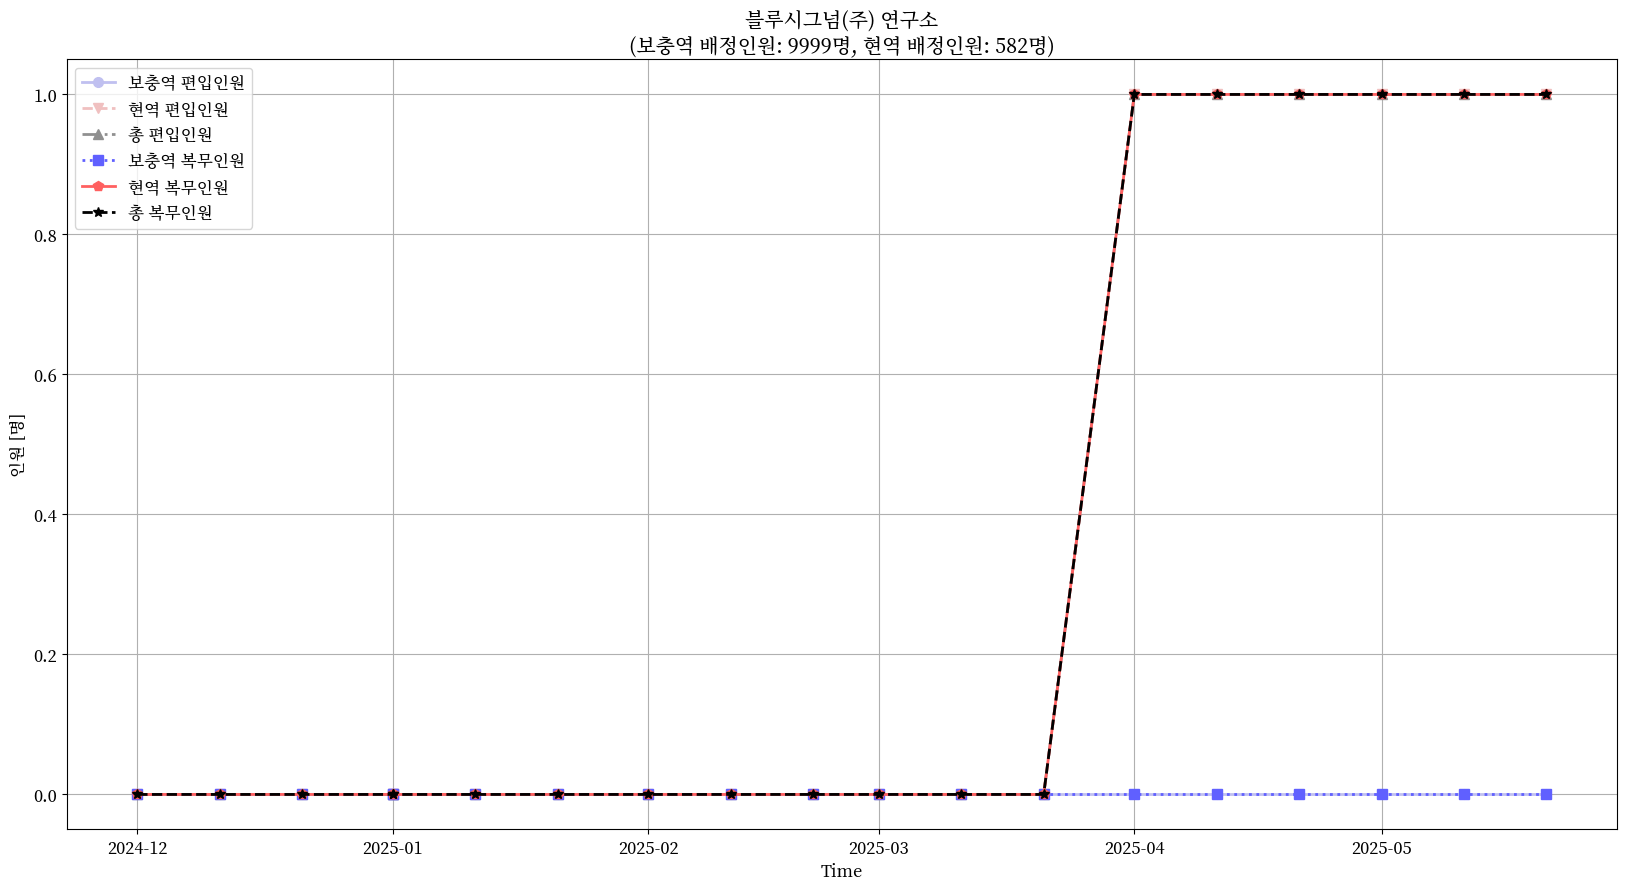 블루시그넘(주) 연구소
(보충역 배정인원: 9999명, 현역 배정인원: 582명)
보충역 편입인원
현역 편입인원
총 편입인원
보충역 복무인원
현역 복무인원
총 복무인원
1.0
0.8
0.6
0.4
0.2
0.0
인원 [명]
2024-12
2025-01
2025-02
2025-03
2025-04
2025-05
Time